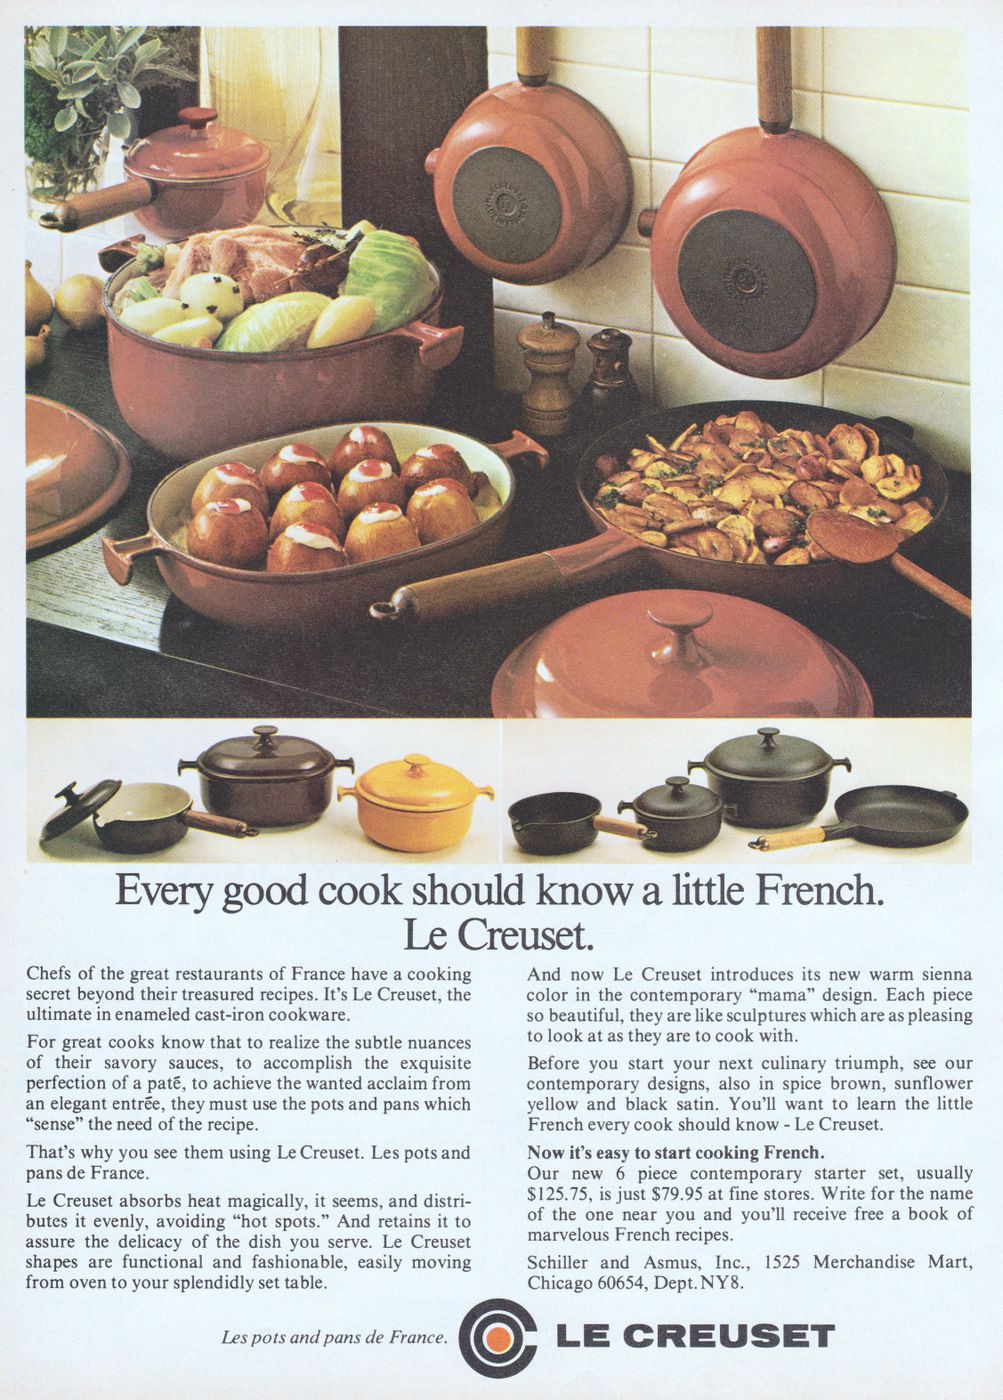 Every good cook should know a little French.
Le Creuset.
Chefs of the great restaurants of France have a cooking
secret beyond their treasured recipes. It's Le Creuset, the
ultimate in enameled cast-iron cookware.
For great cooks know that to realize the subtle nuances
of their savory sauces, to accomplish the exquisite
perfection of a paté, to achieve the wanted acclaim from
an elegant entrée, they must use the pots and pans which
“sense” the need of the recipe.
That's why you see them using Le Creuset. Les pots and
pans de France.
Le Creuset absorbs heat magically, it seems, and distri-
butes it evenly, avoiding “hot spots.” And retains it to
assure the delicacy of the dish you serve. Le Creuset
shapes are functional and fashionable, easily moving
from oven to your splendidly set table.
And now Le Creuset introduces its new warm sienna
color in the contemporary “mama” design. Each piece
so beautiful, they are like sculptures which are as pleasing
to look at as they are to cook with.
Before you start your next culinary triumph, see our
contemporary designs, also in spice brown, sunflower
yellow and black satin. You'll want to learn the little
French every cook should know - Le Creuset.
Now it's easy to start cooking French.
Our new 6 piece contemporary starter set, usually
$125.75, is just $79.95 at fine stores. Write for the name
of the one near you and you'll receive free a book of
marvelous French recipes.
Schiller and Asmus, Inc., 1525 Merchandise Mart,
Chicago 60654, Dept. NY8.
Les pots and pans de France.
LE CREUSET